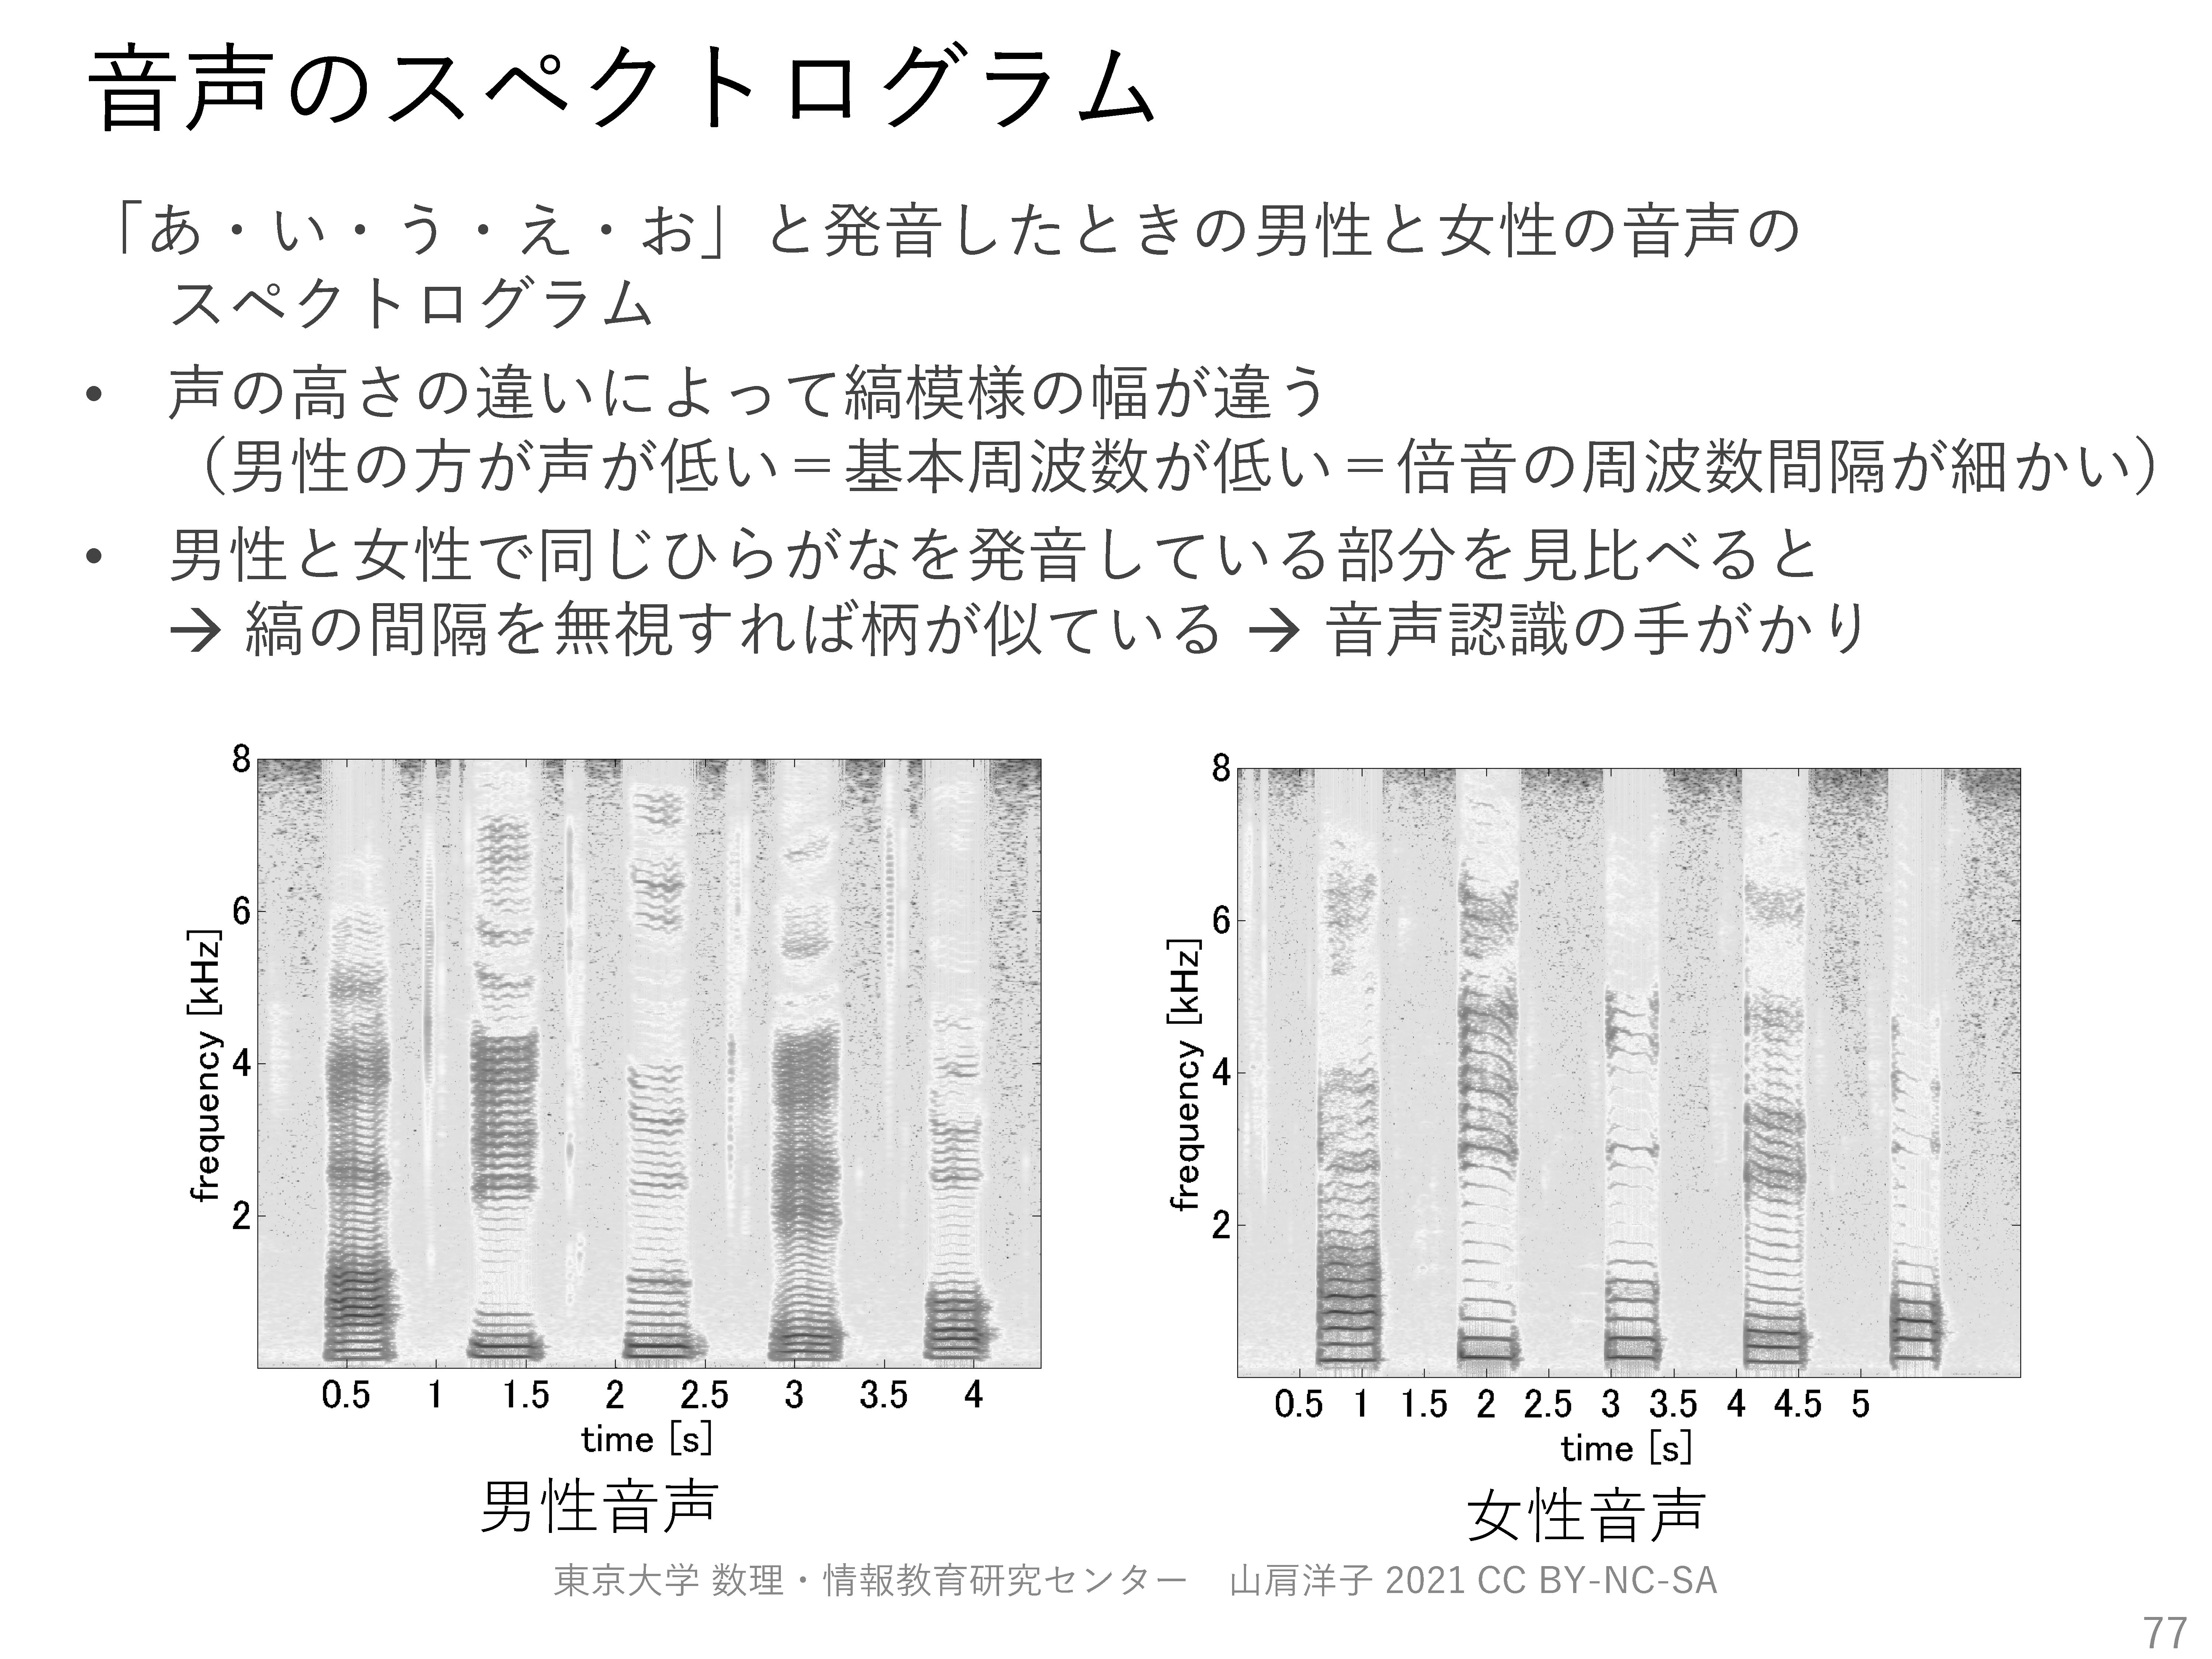 音声のスペクトログラム
「あ・い・う・え・お」と発音したときの男性と女性の音声の
スペクトログラム
• 声の高さの違いによって縞模様の幅が違う
（男性の方が声が低い＝基本周波数が低い＝倍音の周波数間隔が細かい）
• 男性と女性で同じひらがなを発音している部分を見比べると
→ 縞の間隔を無視すれば柄が似ている → 音声認識の手がかり
8
6
4
2
frequency [kHz]
0.5 1 1.5 2 2.5 3 3.5 4
time [s]
男性音声
8
6
4
2
frequency [kHz]
0.5 1 1.5 2 2.5 3 3.5 4 4.5 5
time [s]
女性音声
東京大学 数理・情報教育研究センター　山肩洋子 2021 CC BY-NC-SA
77